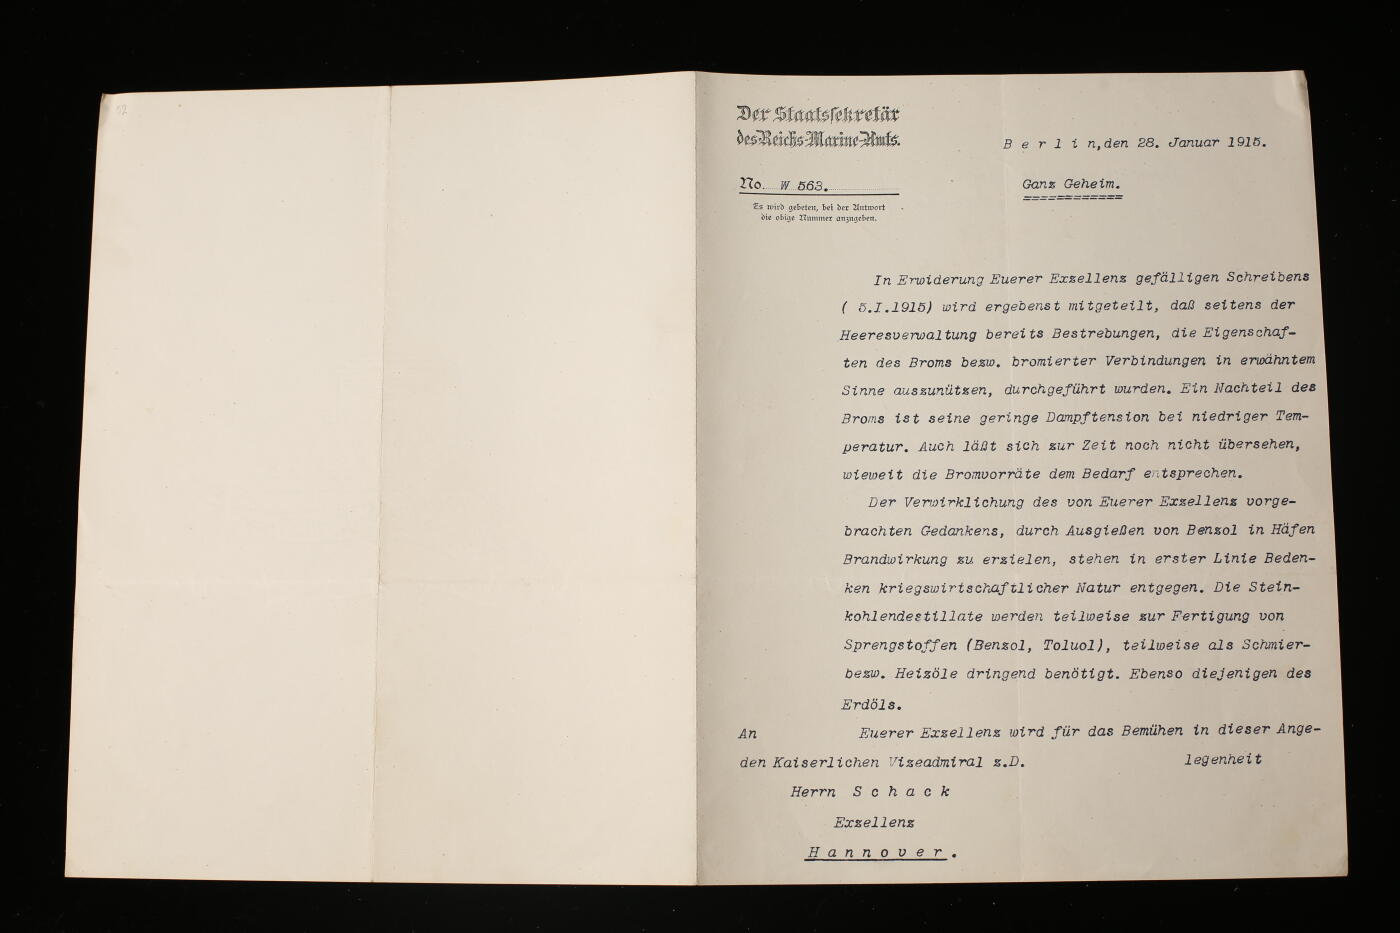 52
Der Staatssekretär
des Reichs-Marine-Amts.
Berlin, den 28. Januar 1915.
No. W 563.
Ganz Geheim.
Es wird gebeten, bei der Antwort
die obige Nummer anzugeben.
In Erwiderung Euerer Exzellenz gefälligen Schreibens
( 5.I.1915) wird ergebenst mitgeteilt, daß seitens der
Heeresverwaltung bereits Bestrebungen, die Eigenschaf-
ten des Broms bezw. bromierter Verbindungen in erwähntem
Sinne auszunützen, durchgeführt wurden. Ein Nachteil des
Broms ist seine geringe Dampftension bei niedriger Tem-
peratur. Auch läßt sich zur Zeit noch nicht übersehen,
wieweit die Bromvorräte dem Bedarf entsprechen.
Der Verwirklichung des von Euerer Exzellenz vorge-
brachten Gedankens, durch Ausgießen von Benzol in Häfen
Brandwirkung zu erzielen, stehen in erster Linie Beden-
ken kriegswirtschaftlicher Natur entgegen. Die Stein-
kohlendestillate werden teilweise zur Fertigung von
Sprengstoffen (Benzol, Toluol), teilweise als Schmier-
bezw. Heizöle dringend benötigt. Ebenso diejenigen des
Erdöls.
An Euerer Exzellenz wird für das Bemühen in dieser Ange-
den Kaiserlichen Vizeadmiral z.D. legenheit
Herrn Schack
Exzellenz
Hannover.